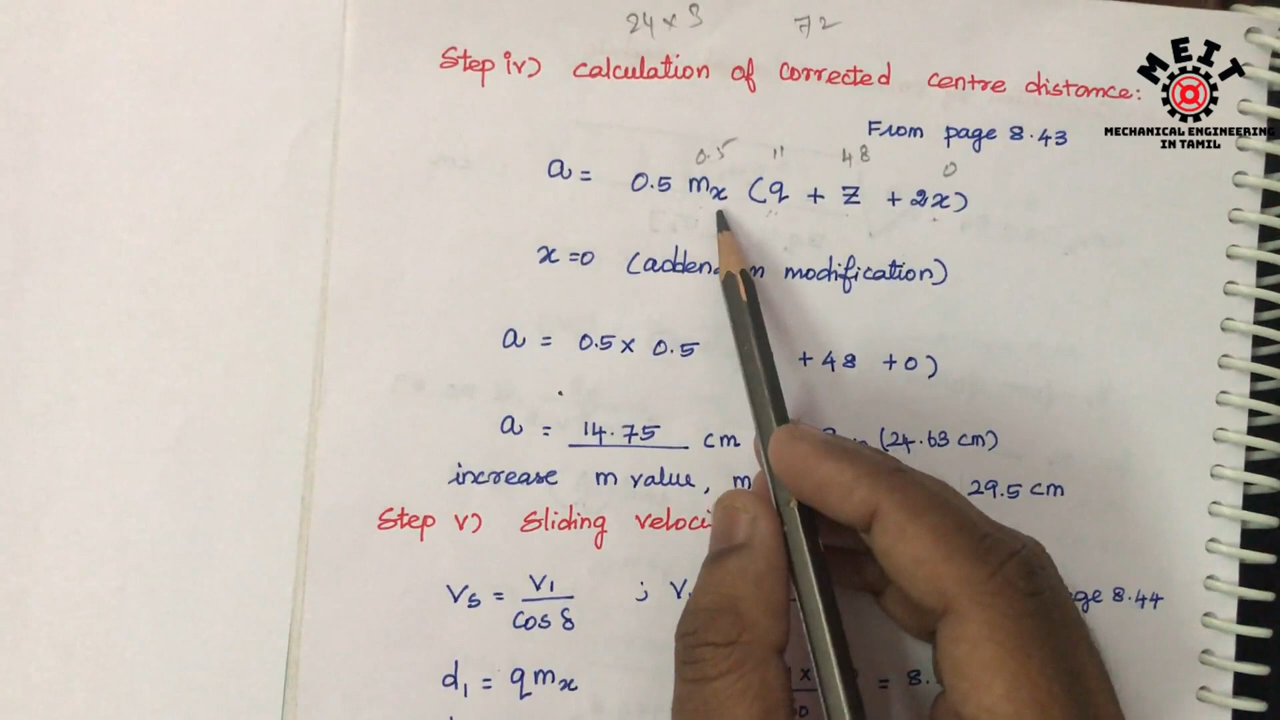 24 x 3 72
Step iv) Calculation of corrected centre distance:
MEIT
MECHANICAL ENGINEERING
IN TAMIL
From page 8.43
0.5 11 48 0
a = 0.5 mx (q + z + 2x)
x = 0 (adden m modification)
a = 0.5 x 0.5 + 48 + 0)
a = 14.75 cm (24.63 cm)
increase m value, m 29.5 cm
Step v) Sliding veloci
Vs = V1 / cos δ ; V. ge 8.44
d1 = qmx x = 8.